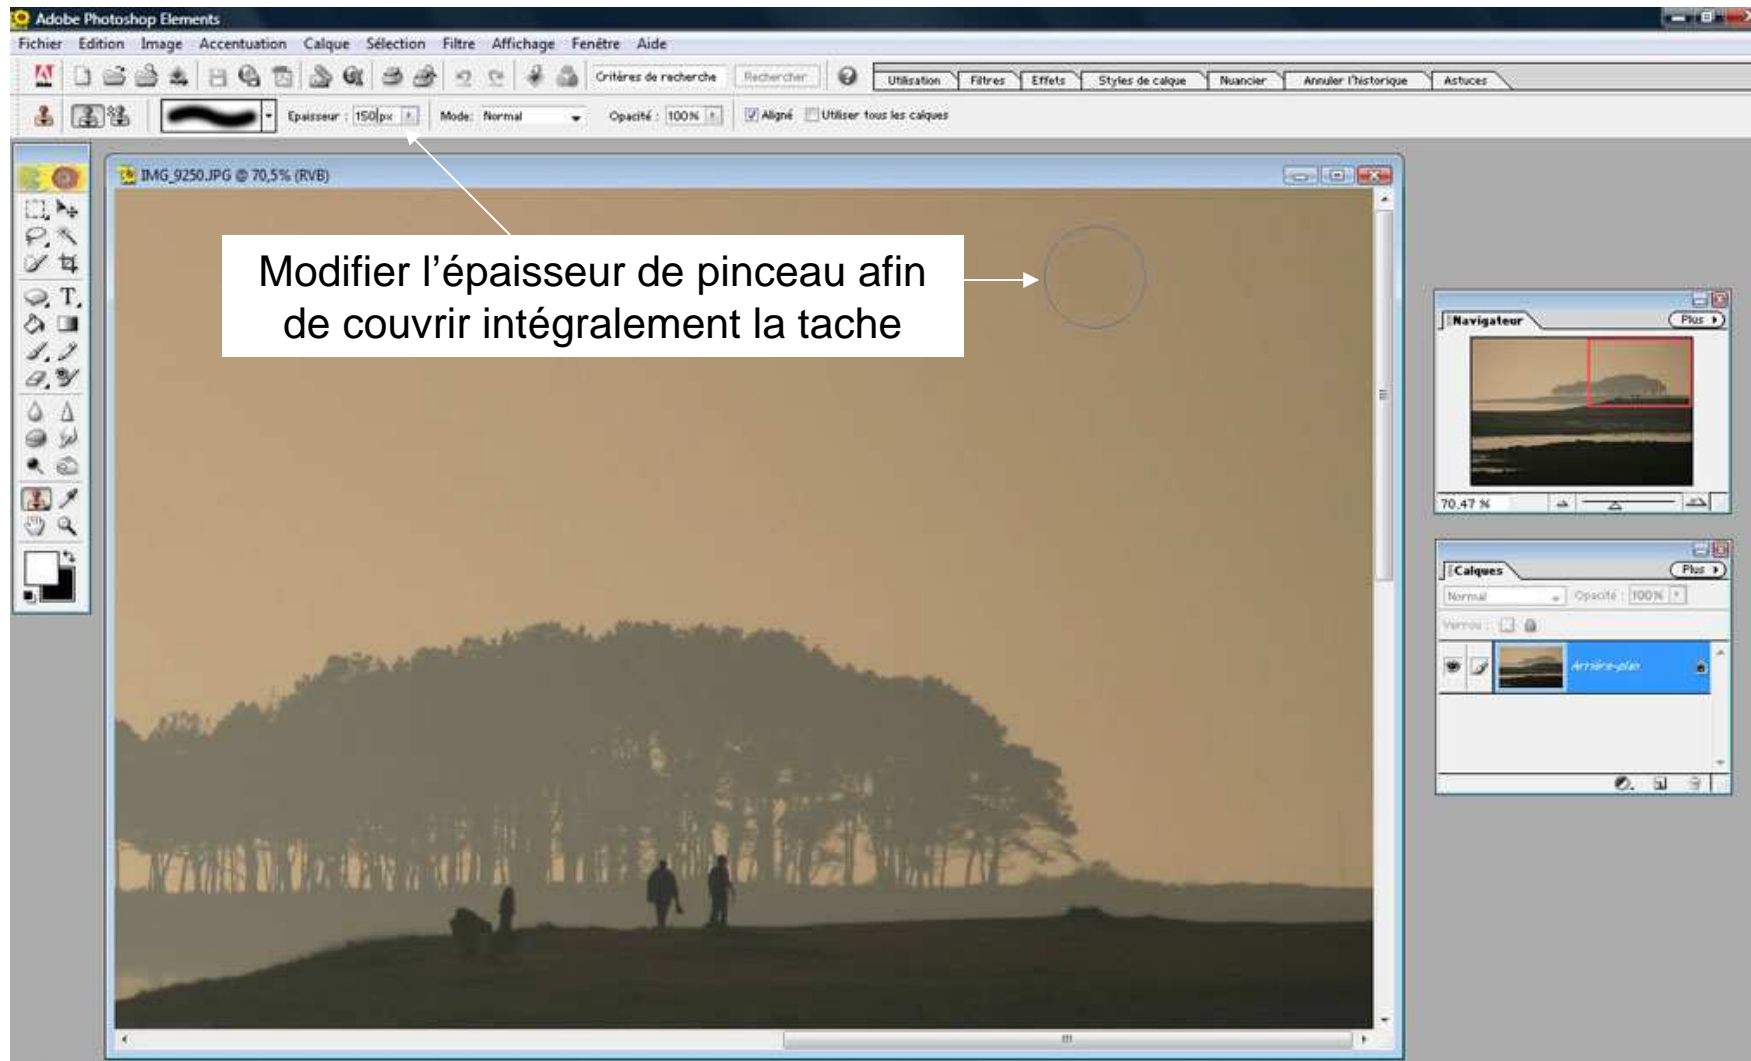 Adobe Photoshop Elements
Fichier Edition Image Accentuation Calque Sélection Filtre Affichage Fenêtre Aide
Critères de recherche Rechercher Utilisation Filtres Effets Styles de calque Nuancier Annuler l'historique Astuces
Epaisseur : 150 px Mode: Normal Opacité : 100% Aligné Utiliser tous les calques
IMG_9250.JPG @ 70,5% (RVB)
Modifier l'épaisseur de pinceau afin
de couvrir intégralement la tache
Navigateur Plus
70,47 %
Calques Plus
Normal Opacité : 100%
Verrou :
Arrière-plan